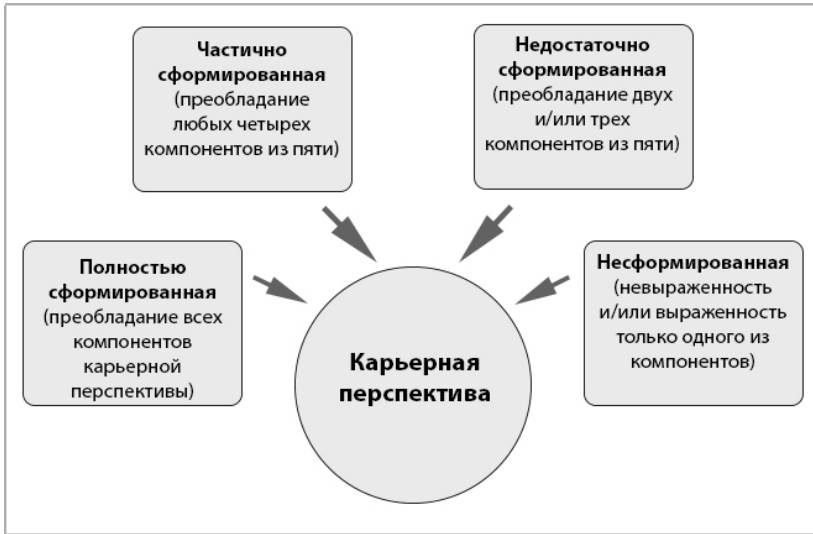 Частично
сформированная
(преобладание
любых четырех
компонентов из пяти)
Недостаточно
сформированная
(преобладание двух
и/или трех
компонентов из пяти)
Полностью
сформированная
(преобладание всех
компонентов
карьерной
перспективы)
Несформированная
(невыраженность
и/или выраженность
только одного из
компонентов)
Карьерная
перспектива